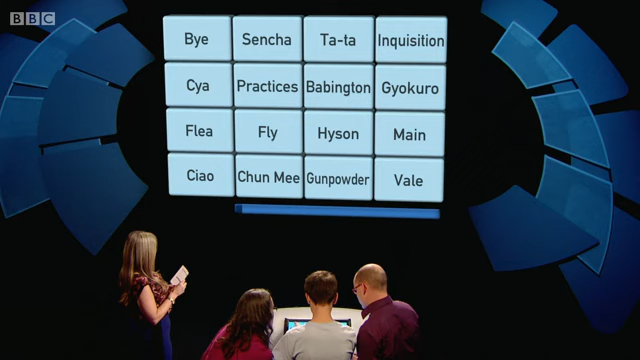 BBC
Bye Sencha Ta-ta Inquisition
Cya Practices Babington Gyokuro
Flea Fly Hyson Main
Ciao Chun Mee Gunpowder Vale